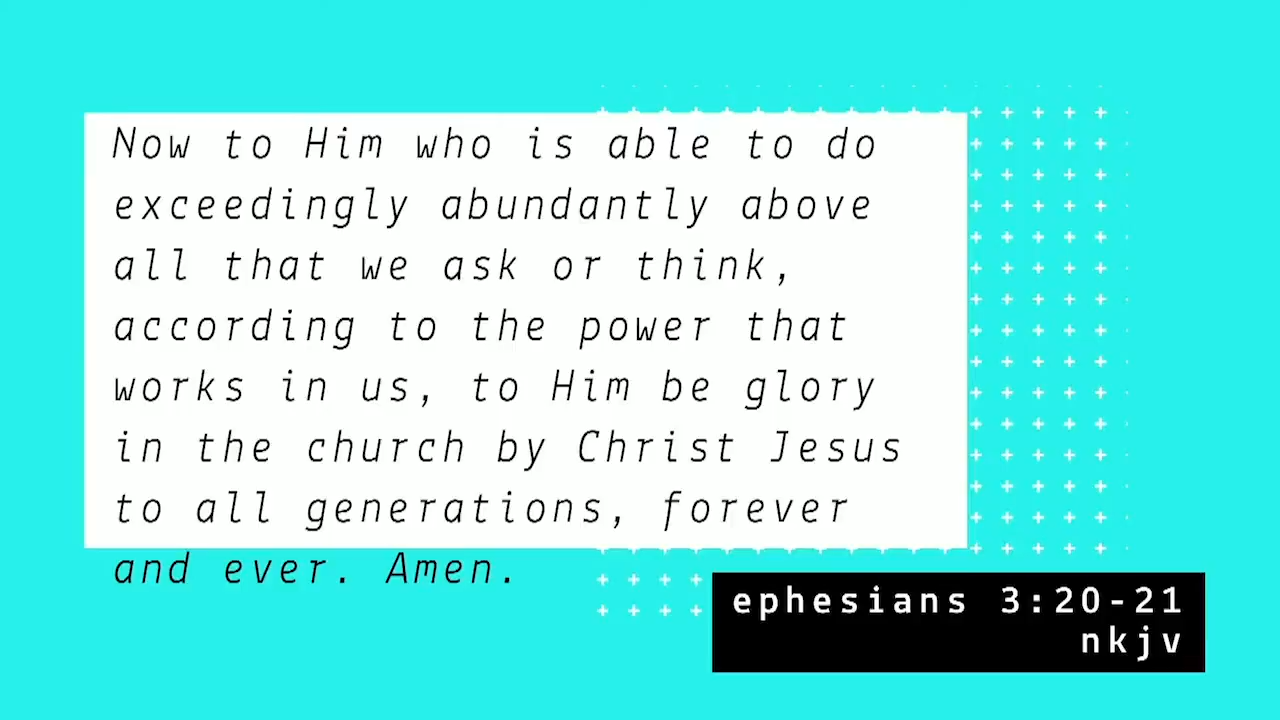 Now to Him who is able to do
exceedingly abundantly above
all that we ask or think,
according to the power that
works in us, to Him be glory
in the church by Christ Jesus
to all generations, forever
and ever. Amen.
ephesians 3:20-21
nkjv